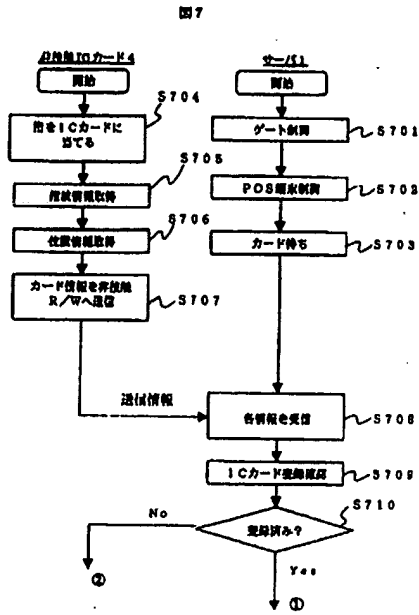 図7
非接触ICカード4
サーバ1
開始
開始
S704
指をICカードに
当てる
ゲート制御
S701
S705
指紋情報取得
POS端末制御
S702
S706
位置情報取得
カード待ち
S703
カード情報を非接触
R/Wへ送信
S707
送信情報
各情報を受信
S708
ICカード登録確認
S709
S710
登録済み?
No
Yes
②
①